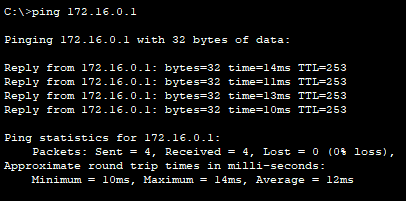 C:\>ping 172.16.0.1
Pinging 172.16.0.1 with 32 bytes of data:
Reply from 172.16.0.1: bytes=32 time=14ms TTL=253
Reply from 172.16.0.1: bytes=32 time=11ms TTL=253
Reply from 172.16.0.1: bytes=32 time=13ms TTL=253
Reply from 172.16.0.1: bytes=32 time=10ms TTL=253
Ping statistics for 172.16.0.1:
Packets: Sent = 4, Received = 4, Lost = 0 (0% loss),
Approximate round trip times in milli-seconds:
Minimum = 10ms, Maximum = 14ms, Average = 12ms